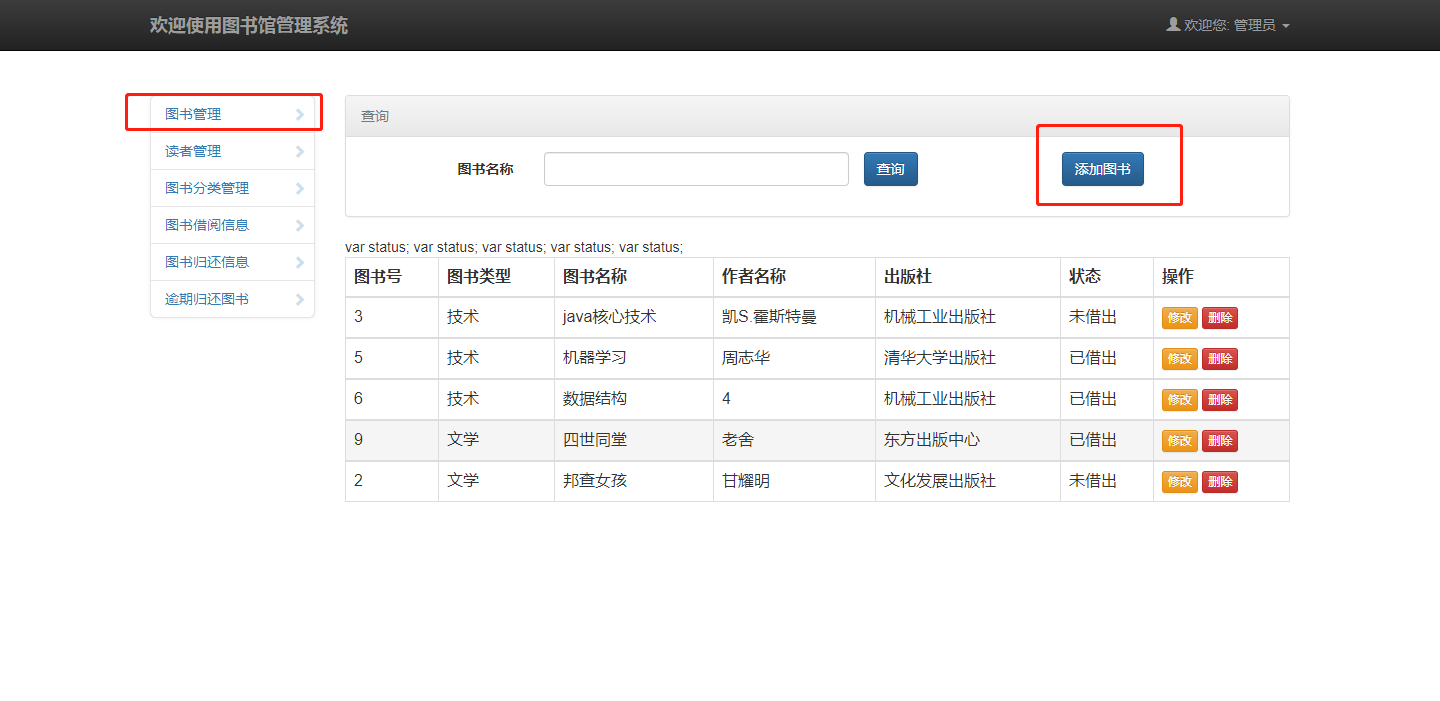 欢迎使用图书馆管理系统 欢迎您: 管理员
图书管理
读者管理
图书分类管理
图书借阅信息
图书归还信息
逾期归还图书
查询
图书名称 查询 添加图书
var status; var status; var status; var status; var status;
图书号 图书类型 图书名称 作者名称 出版社 状态 操作
3 技术 java核心技术 凯S.霍斯特曼 机械工业出版社 未借出 修改 删除
5 技术 机器学习 周志华 清华大学出版社 已借出 修改 删除
6 技术 数据结构 4 机械工业出版社 已借出 修改 删除
9 文学 四世同堂 老舍 东方出版中心 已借出 修改 删除
2 文学 邦查女孩 甘耀明 文化发展出版社 未借出 修改 删除